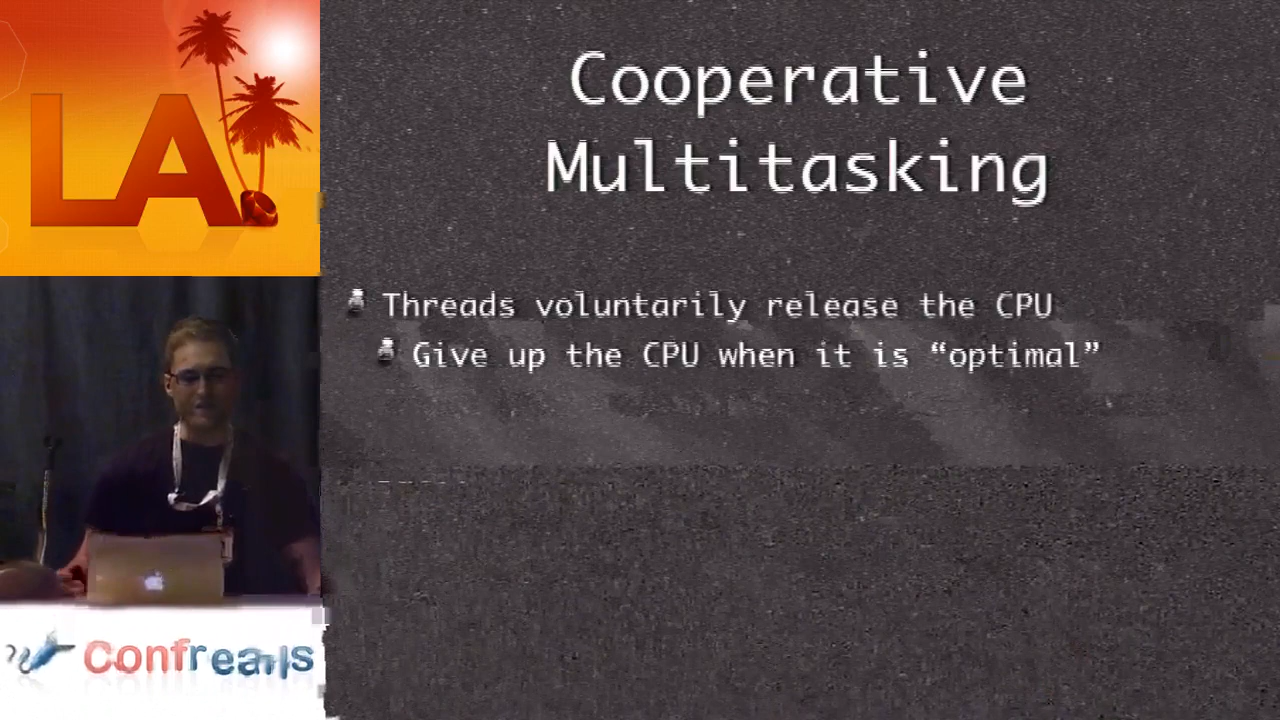 LA
Cooperative
Multitasking
Threads voluntarily release the CPU
Give up the CPU when it is “optimal”
Confreaks